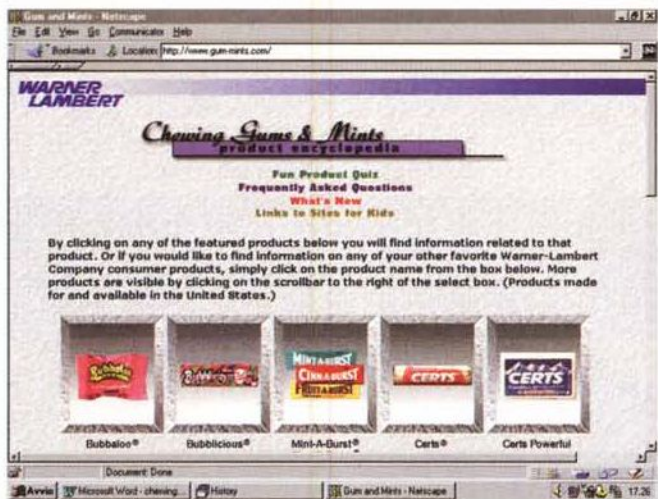 Gum and Mints - Netscape
File Edit View Go Communicator Help
Bookmarks Location: http://www.gum-mints.com/
WARNER
LAMBERT
Chewing Gums & Mints
product encyclopedia
Fun Product Quiz
Frequently Asked Questions
What's New
Links to Sites for Kids
By clicking on any of the featured products below you will find information related to that
product. Or if you would like to find information on any of your other favorite Warner-Lambert
Company consumer products, simply click on the product name from the box below. More
products are visible by clicking on the scrollbar to the right of the select box. (Products made
for and available in the United States.)
Bubbaloo
MINT·A·BURST
CINN·A·BURST
FRUIT·A·BURST
CERTS
CERTS
Bubbaloo® Bubblicious® Mint-A-Burst® Certs® Certs Powerful
Document: Done
Avvio Microsoft Word - chewing... History Gum and Mints - Netscape 17.26